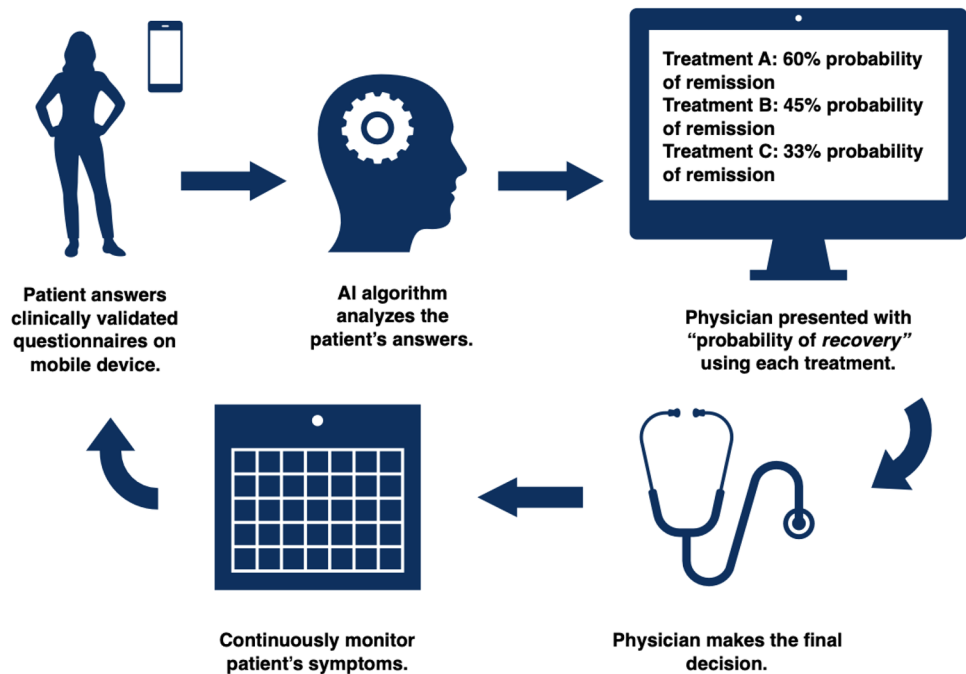 Treatment A: 60% probability
of remission
Treatment B: 45% probability
of remission
Treatment C: 33% probability
of remission
Patient answers
clinically validated
questionnaires on
mobile device.
AI algorithm
analyzes the
patient’s answers.
Physician presented with
“probability of recovery”
using each treatment.
Continuously monitor
patient’s symptoms.
Physician makes the final
decision.